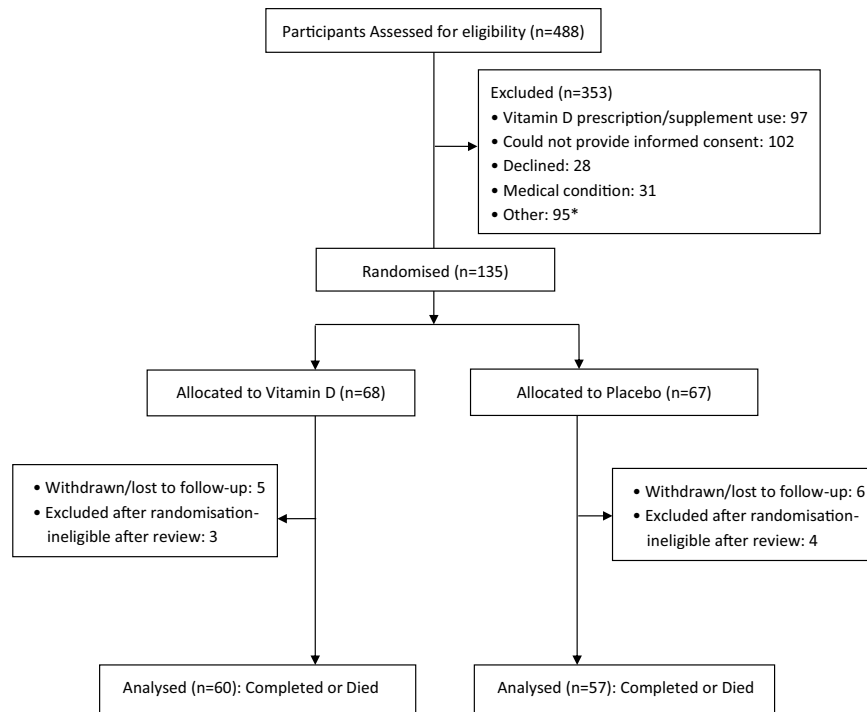 Participants Assessed for eligibility (n=488)
Excluded (n=353)
• Vitamin D prescription/supplement use: 97
• Could not provide informed consent: 102
• Declined: 28
• Medical condition: 31
• Other: 95*
Randomised (n=135)
Allocated to Vitamin D (n=68)
Allocated to Placebo (n=67)
• Withdrawn/lost to follow-up: 5
• Excluded after randomisation-
ineligible after review: 3
• Withdrawn/lost to follow-up: 6
• Excluded after randomisation-
ineligible after review: 4
Analysed (n=60): Completed or Died
Analysed (n=57): Completed or Died